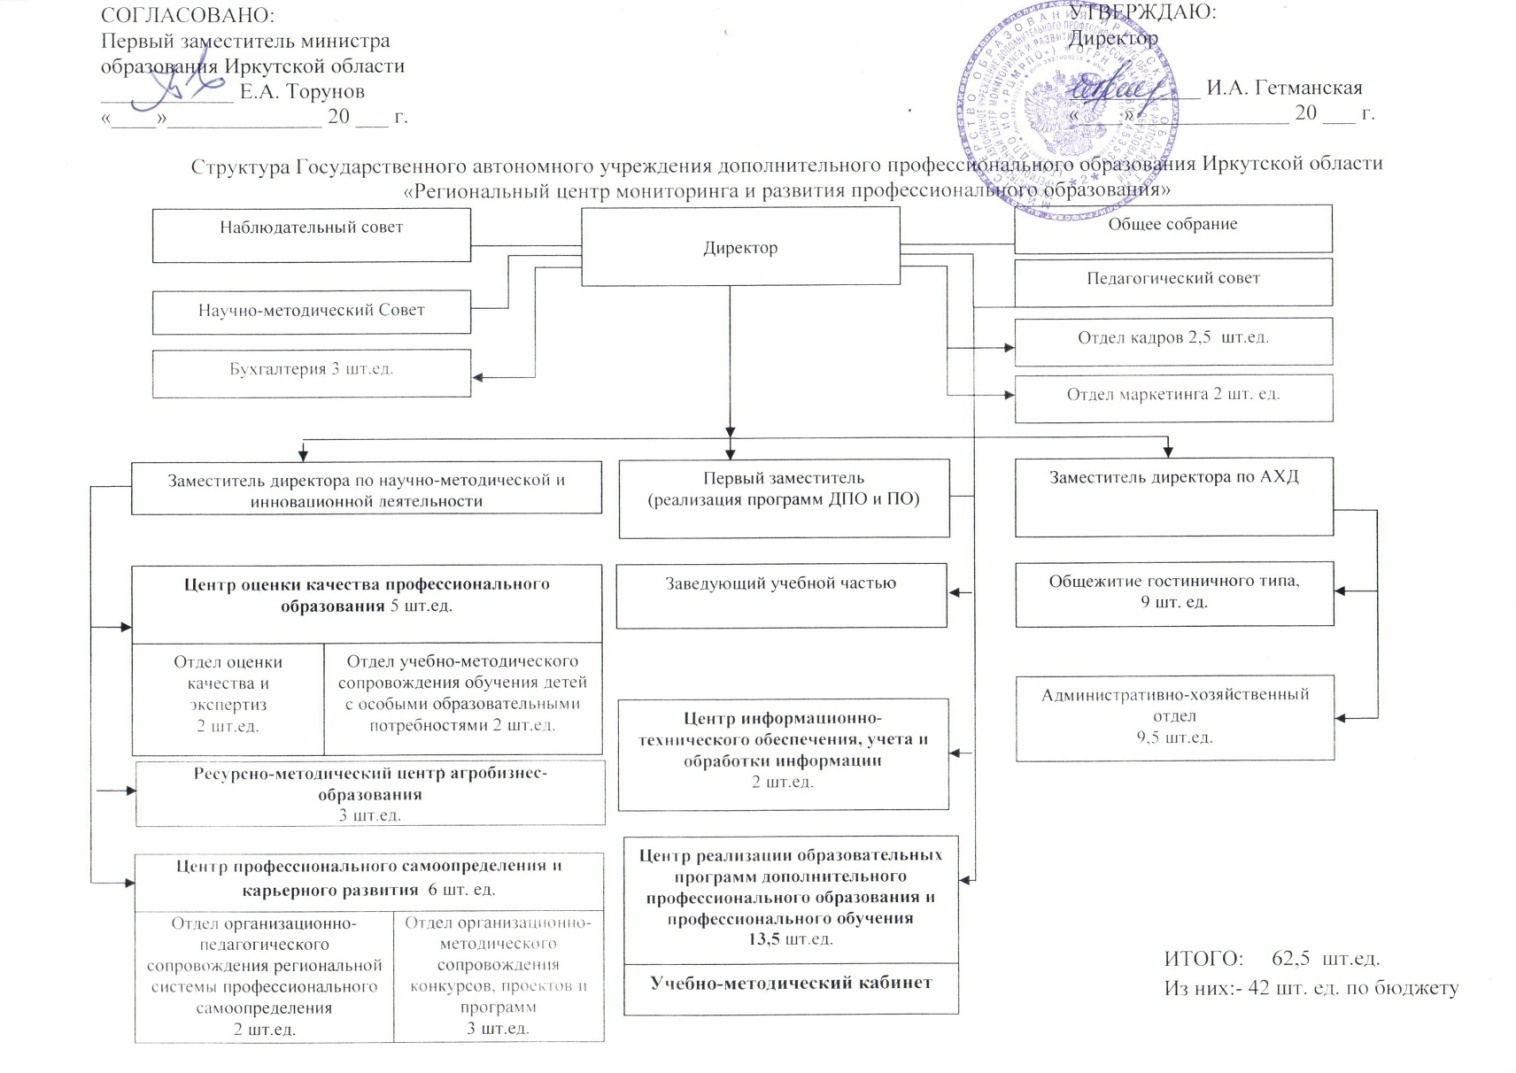 СОГЛАСОВАНО:
Первый заместитель министра
образования Иркутской области
____________ Е.А. Торунов
«____»______________ 20 ___ г.
УТВЕРЖДАЮ:
Директор
____________ И.А. Гетманская
«____»______________ 20 ___ г.
Структура Государственного автономного учреждения дополнительного профессионального образования Иркутской области
«Региональный центр мониторинга и развития профессионального образования»
Наблюдательный совет
Директор
Общее собрание
Педагогический совет
Научно-методический Совет
Отдел кадров 2,5 шт.ед.
Бухгалтерия 3 шт.ед.
Отдел маркетинга 2 шт. ед.
Заместитель директора по научно-методической и
инновационной деятельности
Первый заместитель
(реализация программ ДПО и ПО)
Заместитель директора по АХД
Центр оценки качества профессионального
образования 5 шт.ед.
Отдел оценки
качества и
экспертиз
2 шт.ед.
Отдел учебно-методического
сопровождения обучения детей
с особыми образовательными
потребностями 2 шт.ед.
Ресурсно-методический центр агробизнес-
образования
3 шт.ед.
Центр профессионального самоопределения и
карьерного развития 6 шт. ед.
Отдел организационно-
педагогического
сопровождения региональной
системы профессионального
самоопределения
2 шт.ед.
Отдел организационно-
методического
сопровождения
конкурсов, проектов и
программ
3 шт.ед.
Заведующий учебной частью
Центр информационно-
технического обеспечения, учета и
обработки информации
2 шт.ед.
Центр реализации образовательных
программ дополнительного
профессионального образования и
профессионального обучения
13,5 шт.ед.
Учебно-методический кабинет
Общежитие гостиничного типа,
9 шт. ед.
Административно-хозяйственный
отдел
9,5 шт.ед.
ИТОГО: 62,5 шт.ед.
Из них:- 42 шт. ед. по бюджету